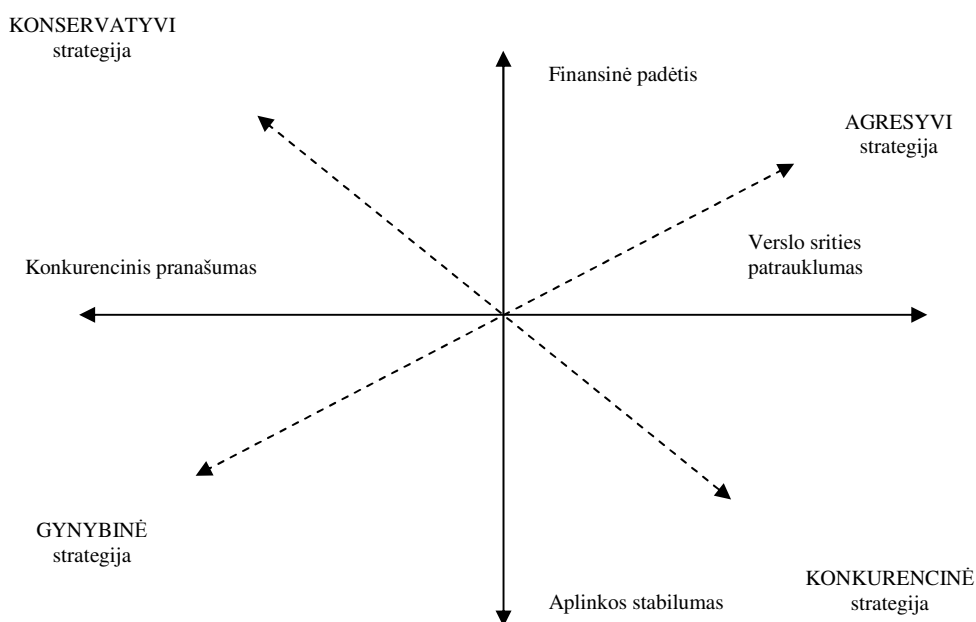 KONSERVATYVI
strategija
Finansinė padėtis
AGRESYVI
strategija
Verslo srities
patrauklumas
Konkurencinis pranašumas
GYNYBINĖ
strategija
Aplinkos stabilumas
KONKURENCINĖ
strategija